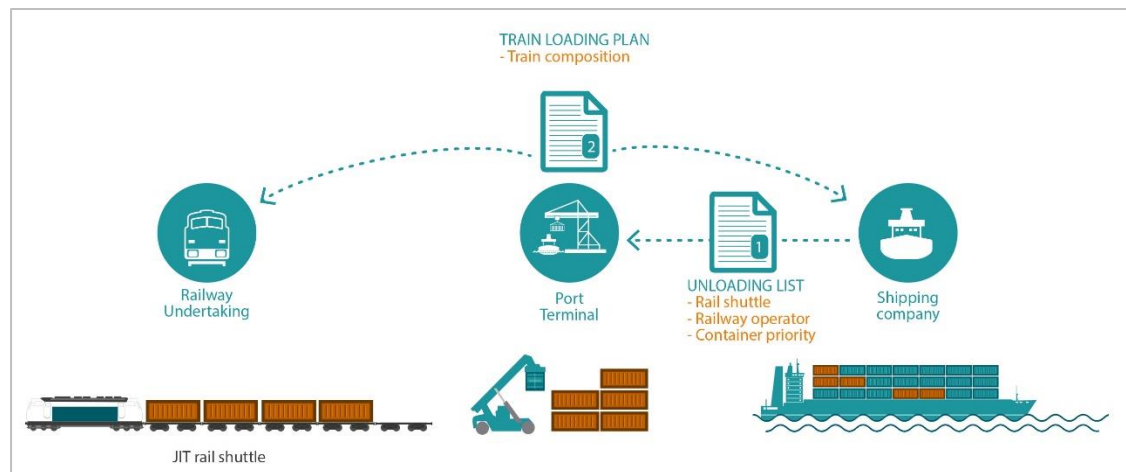 TRAIN LOADING PLAN
- Train composition
2
Railway
Undertaking
Port
Terminal
1
UNLOADING LIST
- Rail shuttle
- Railway operator
- Container priority
Shipping
company
JIT rail shuttle